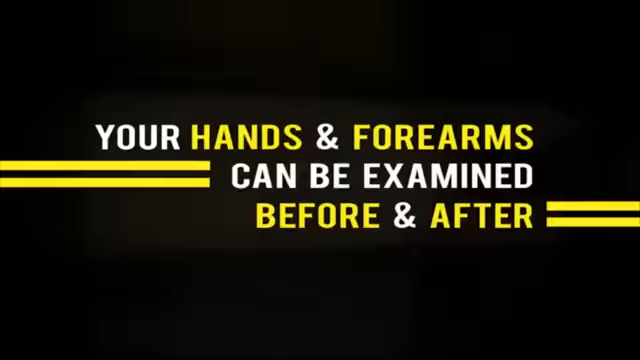 YOUR HANDS & FOREARMS
CAN BE EXAMINED
BEFORE & AFTER